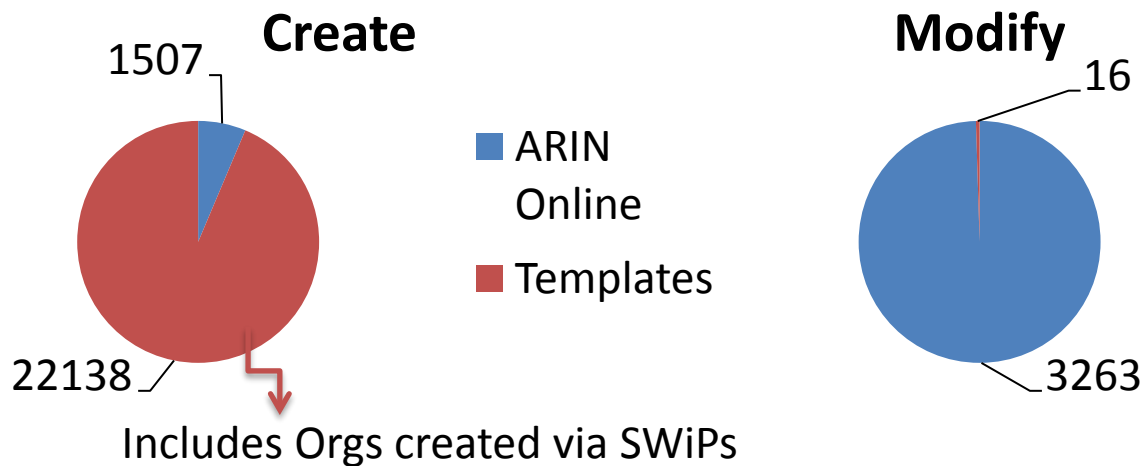 Create
Modify
1507
16
ARIN
Online
Templates
22138
3263
Includes Orgs created via SWiPs